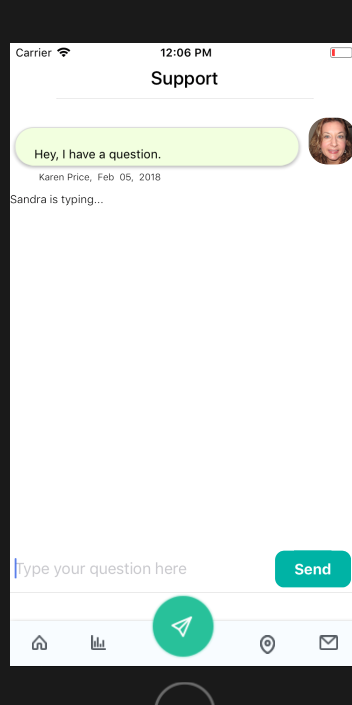 Carrier 12:06 PM
Support
Hey, I have a question.
Karen Price, Feb 05, 2018
Sandra is typing...
Type your question here
Send